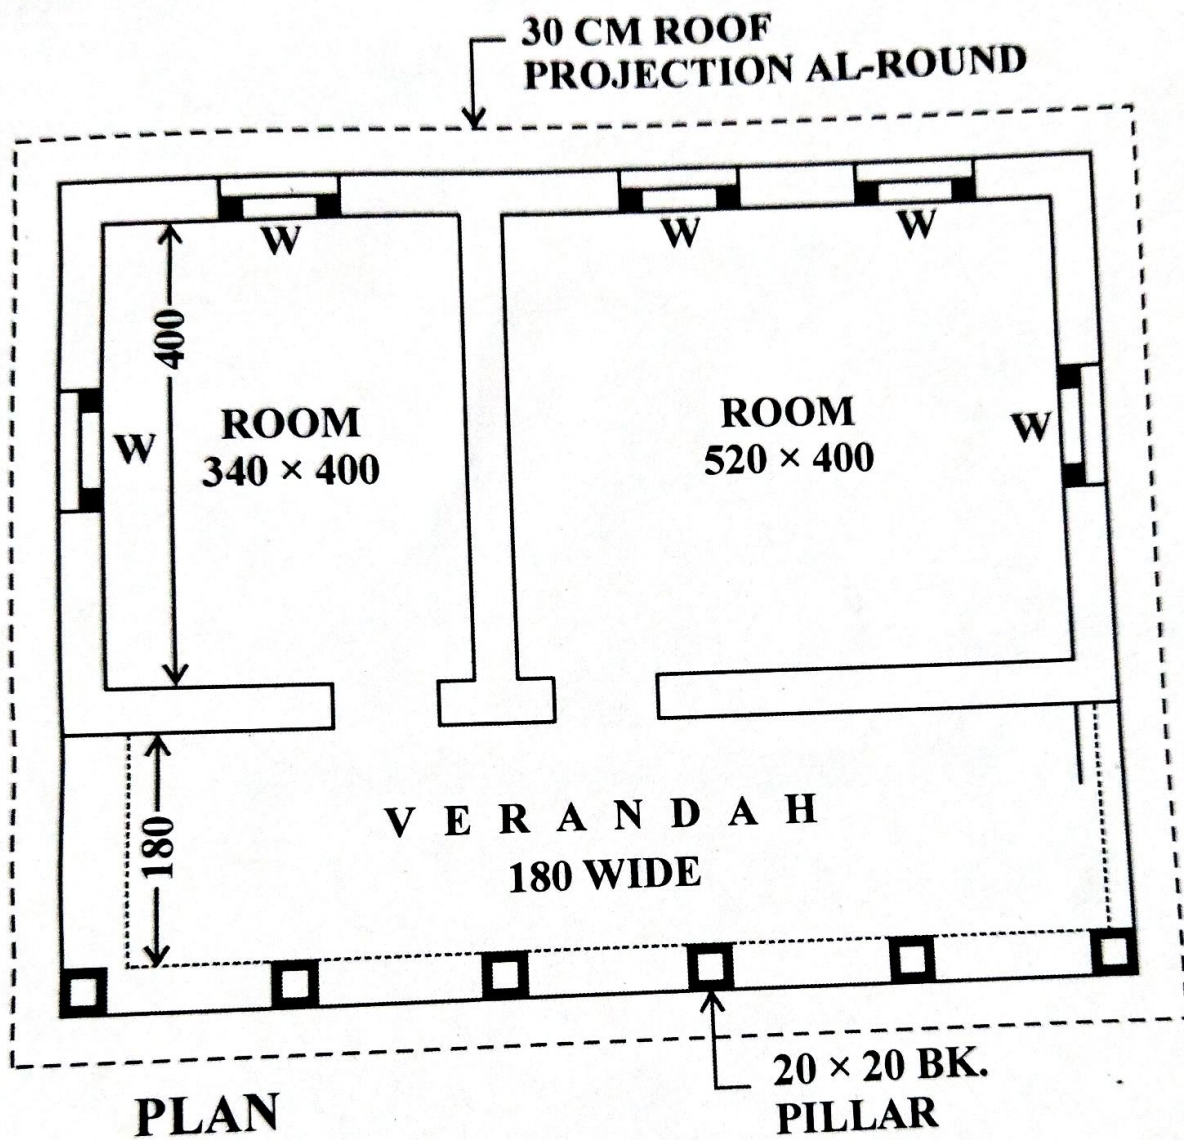 30 CM ROOF
PROJECTION AL-ROUND
W
W
W
400
ROOM
340 × 400
W
ROOM
520 × 400
W
V E R A N D A H
180 WIDE
180
20 × 20 BK.
PILLAR
PLAN